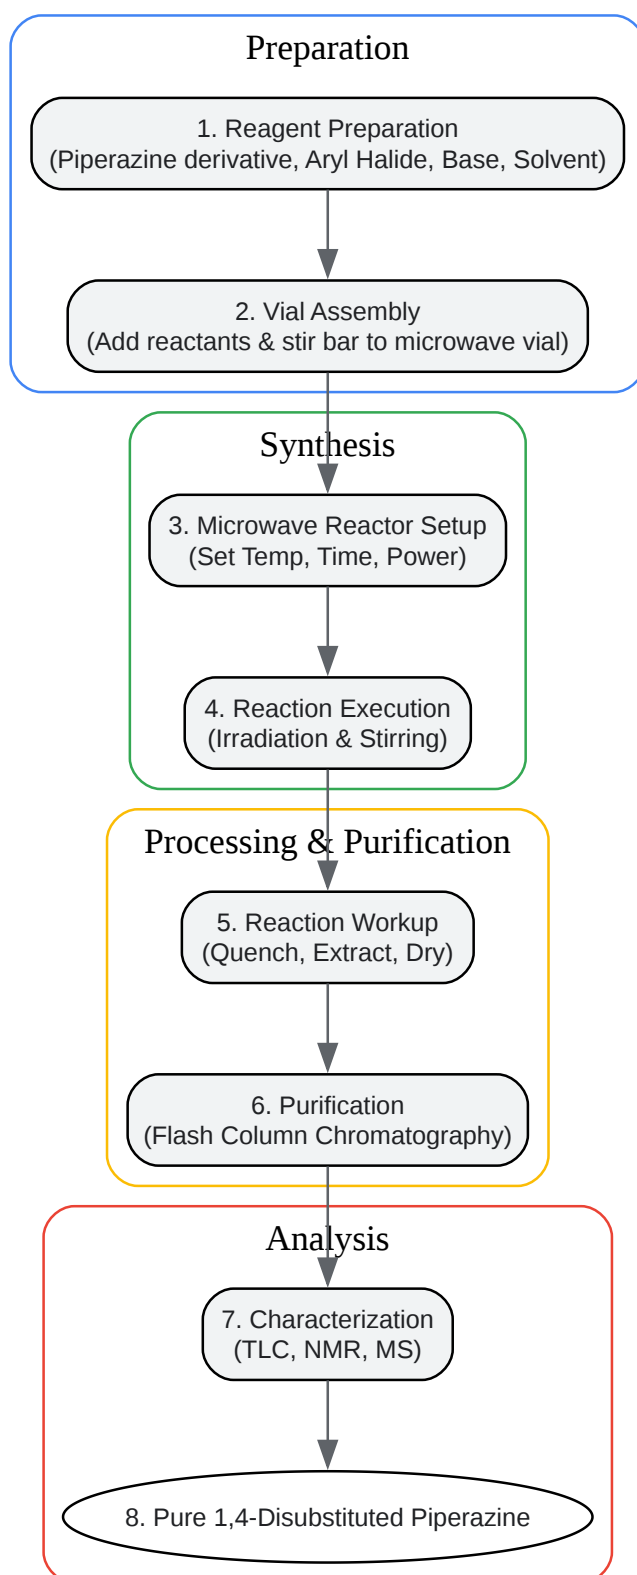 Preparation
1. Reagent Preparation
(Piperazine derivative, Aryl Halide, Base, Solvent)
2. Vial Assembly
(Add reactants & stir bar to microwave vial)
Synthesis
3. Microwave Reactor Setup
(Set Temp, Time, Power)
4. Reaction Execution
(Irradiation & Stirring)
Processing & Purification
5. Reaction Workup
(Quench, Extract, Dry)
6. Purification
(Flash Column Chromatography)
Analysis
7. Characterization
(TLC, NMR, MS)
8. Pure 1,4-Disubstituted Piperazine